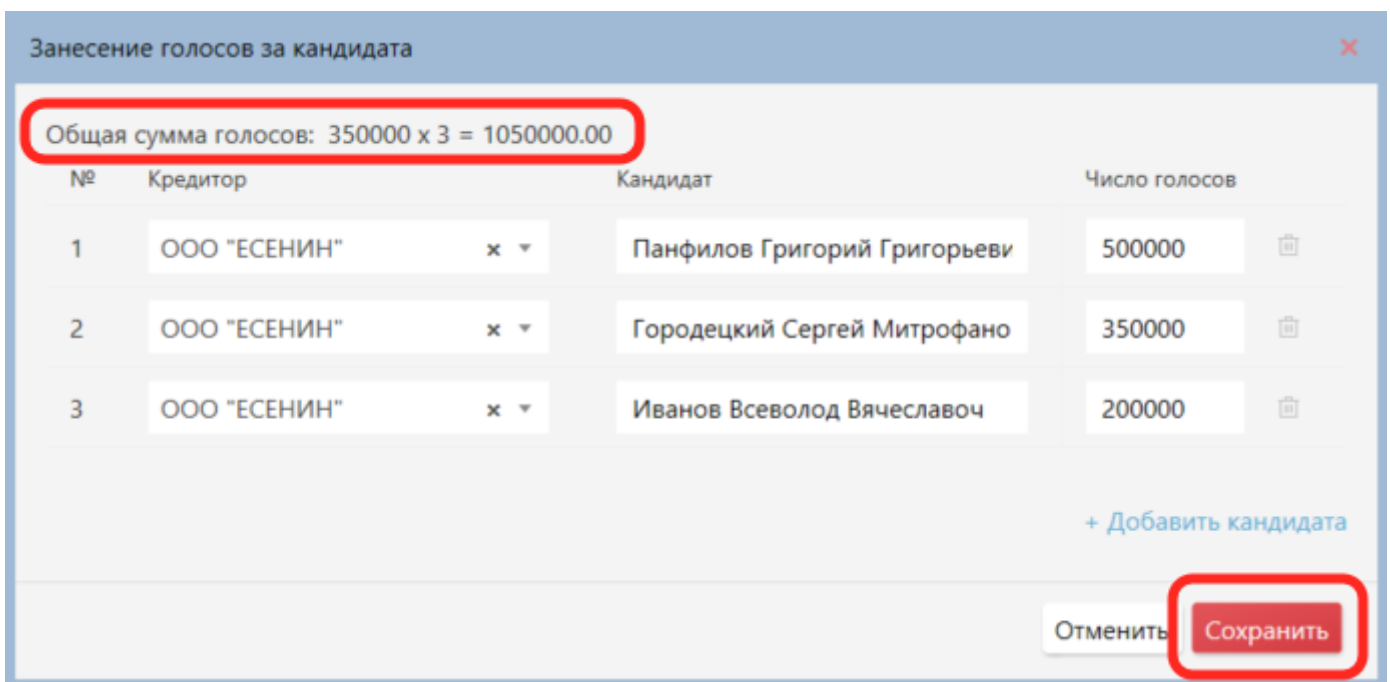 Занесение голосов за кандидата
Общая сумма голосов: 350000 x 3 = 1050000.00
№ Кредитор Кандидат Число голосов
1 ООО "ЕСЕНИН" Панфилов Григорий Григорьеви 500000
2 ООО "ЕСЕНИН" Городецкий Сергей Митрофано 350000
3 ООО "ЕСЕНИН" Иванов Всеволод Вячеславоч 200000
+ Добавить кандидата
Отменить Сохранить